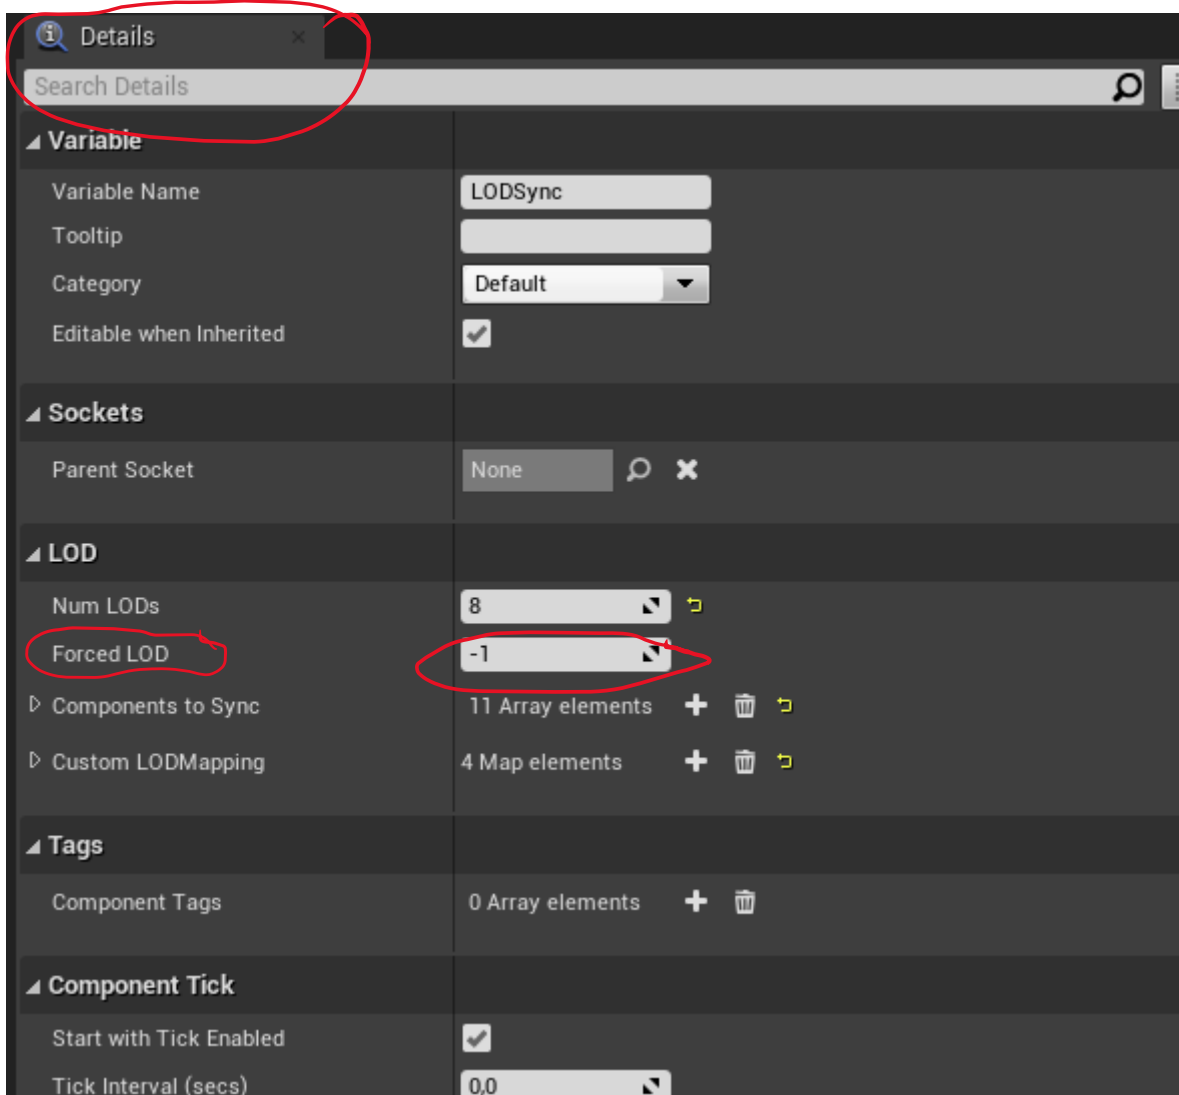 Details
Search Details
Variable
Variable Name LODSync
Tooltip
Category Default
Editable when Inherited
Sockets
Parent Socket None
LOD
Num LODs 8
Forced LOD -1
Components to Sync 11 Array elements
Custom LODMapping 4 Map elements
Tags
Component Tags 0 Array elements
Component Tick
Start with Tick Enabled
Tick Interval (secs) 0,0